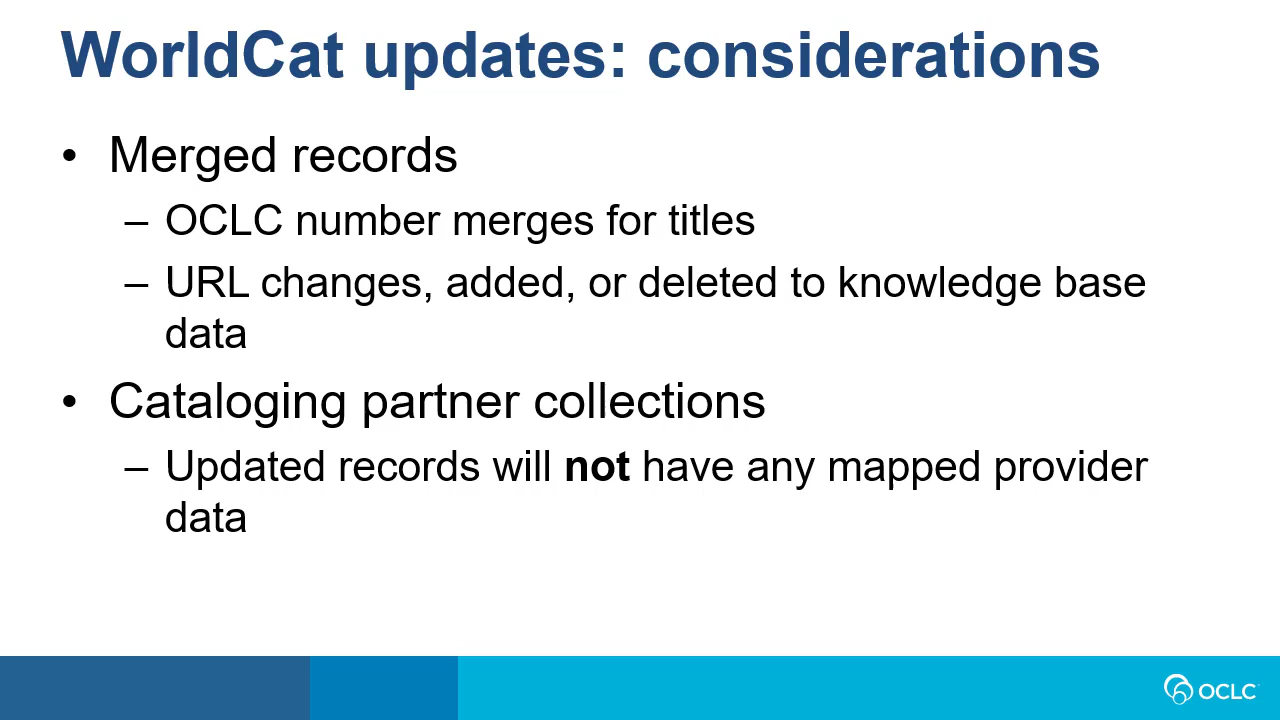 WorldCat updates: considerations
• Merged records
– OCLC number merges for titles
– URL changes, added, or deleted to knowledge base
data
• Cataloging partner collections
– Updated records will not have any mapped provider
data
OCLC